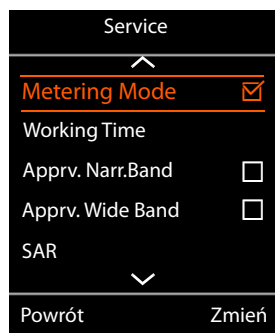 Service
Metering Mode
Working Time
Apprv. Narr.Band
Apprv. Wide Band
SAR
Powrót Zmień